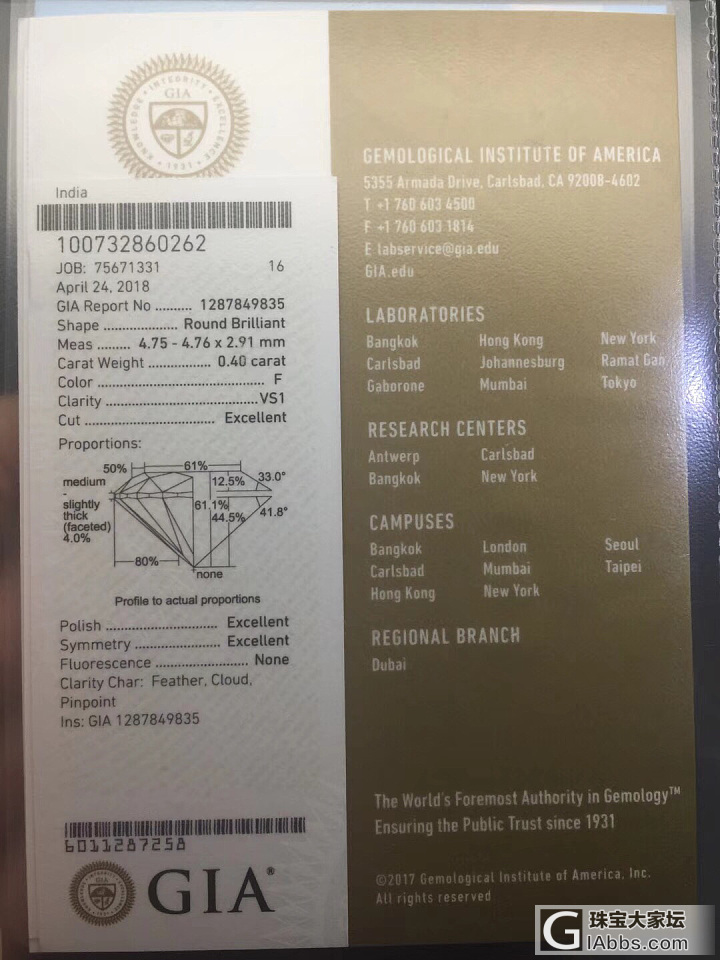 KNOWLEDGE • INTEGRITY • EXCELLENCE
GIA
1931
India
100732860262
JOB: 75671331 16
April 24, 2018
GIA Report No .......... 1287849835
Shape .................... Round Brilliant
Meas ......... 4.75 - 4.76 x 2.91 mm
Carat Weight ................... 0.40 carat
Color ............................................. F
Clarity .......................................... VS1
Cut ................................... Excellent
Proportions:
50% 61%
medium
-
slightly
thick
(faceted)
4.0%
12.5% 33.0°
61.1%
44.5% 41.8°
80%
none
Profile to actual proportions
Polish ............................... Excellent
Symmetry ........................ Excellent
Fluorescence ......................... None
Clarity Char: Feather, Cloud,
Pinpoint
Ins: GIA 1287849835
6011287258
GIA®
GEMOLOGICAL INSTITUTE OF AMERICA
5355 Armada Drive, Carlsbad, CA 92008-4602
T +1 760 603 4500
F +1 760 603 1814
E labservice@gia.edu
GIA.edu
LABORATORIES
Bangkok Hong Kong New York
Carlsbad Johannesburg Ramat Gan
Gaborone Mumbai Tokyo
RESEARCH CENTERS
Antwerp Carlsbad
Bangkok New York
CAMPUSES
Bangkok London Seoul
Carlsbad Mumbai Taipei
Hong Kong New York
REGIONAL BRANCH
Dubai
The World's Foremost Authority in Gemology™
Ensuring the Public Trust since 1931
©2017 Gemological Institute of America, Inc.
All rights reserved
G 珠宝大家坛
GIAbbs.com